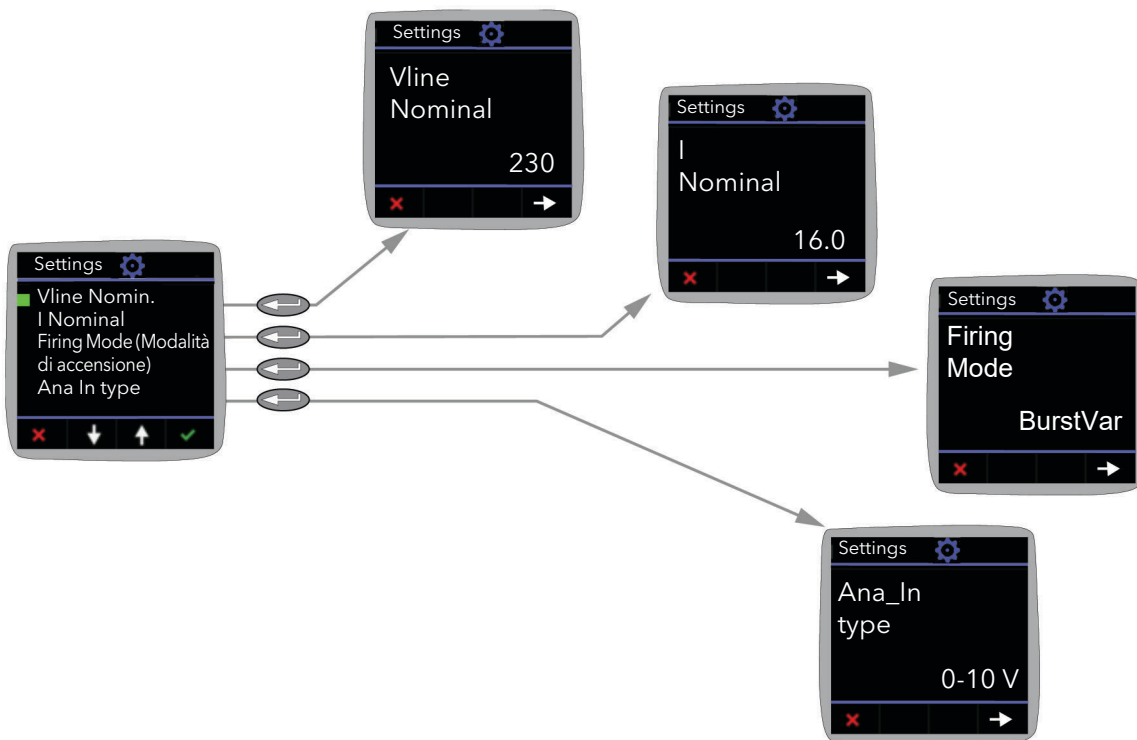 Settings
Vline
Nominal
230
Settings
I
Nominal
16.0
Settings
Vline Nomin.
I Nominal
Firing Mode (Modalità
di accensione)
Ana In type
Settings
Firing
Mode
BurstVar
Settings
Ana_In
type
0-10 V